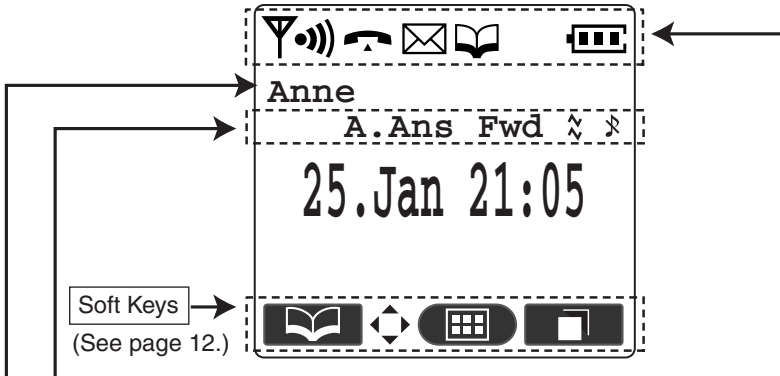 Anne
A.Ans Fwd
25.Jan 21:05
Soft Keys
(See page 12.)